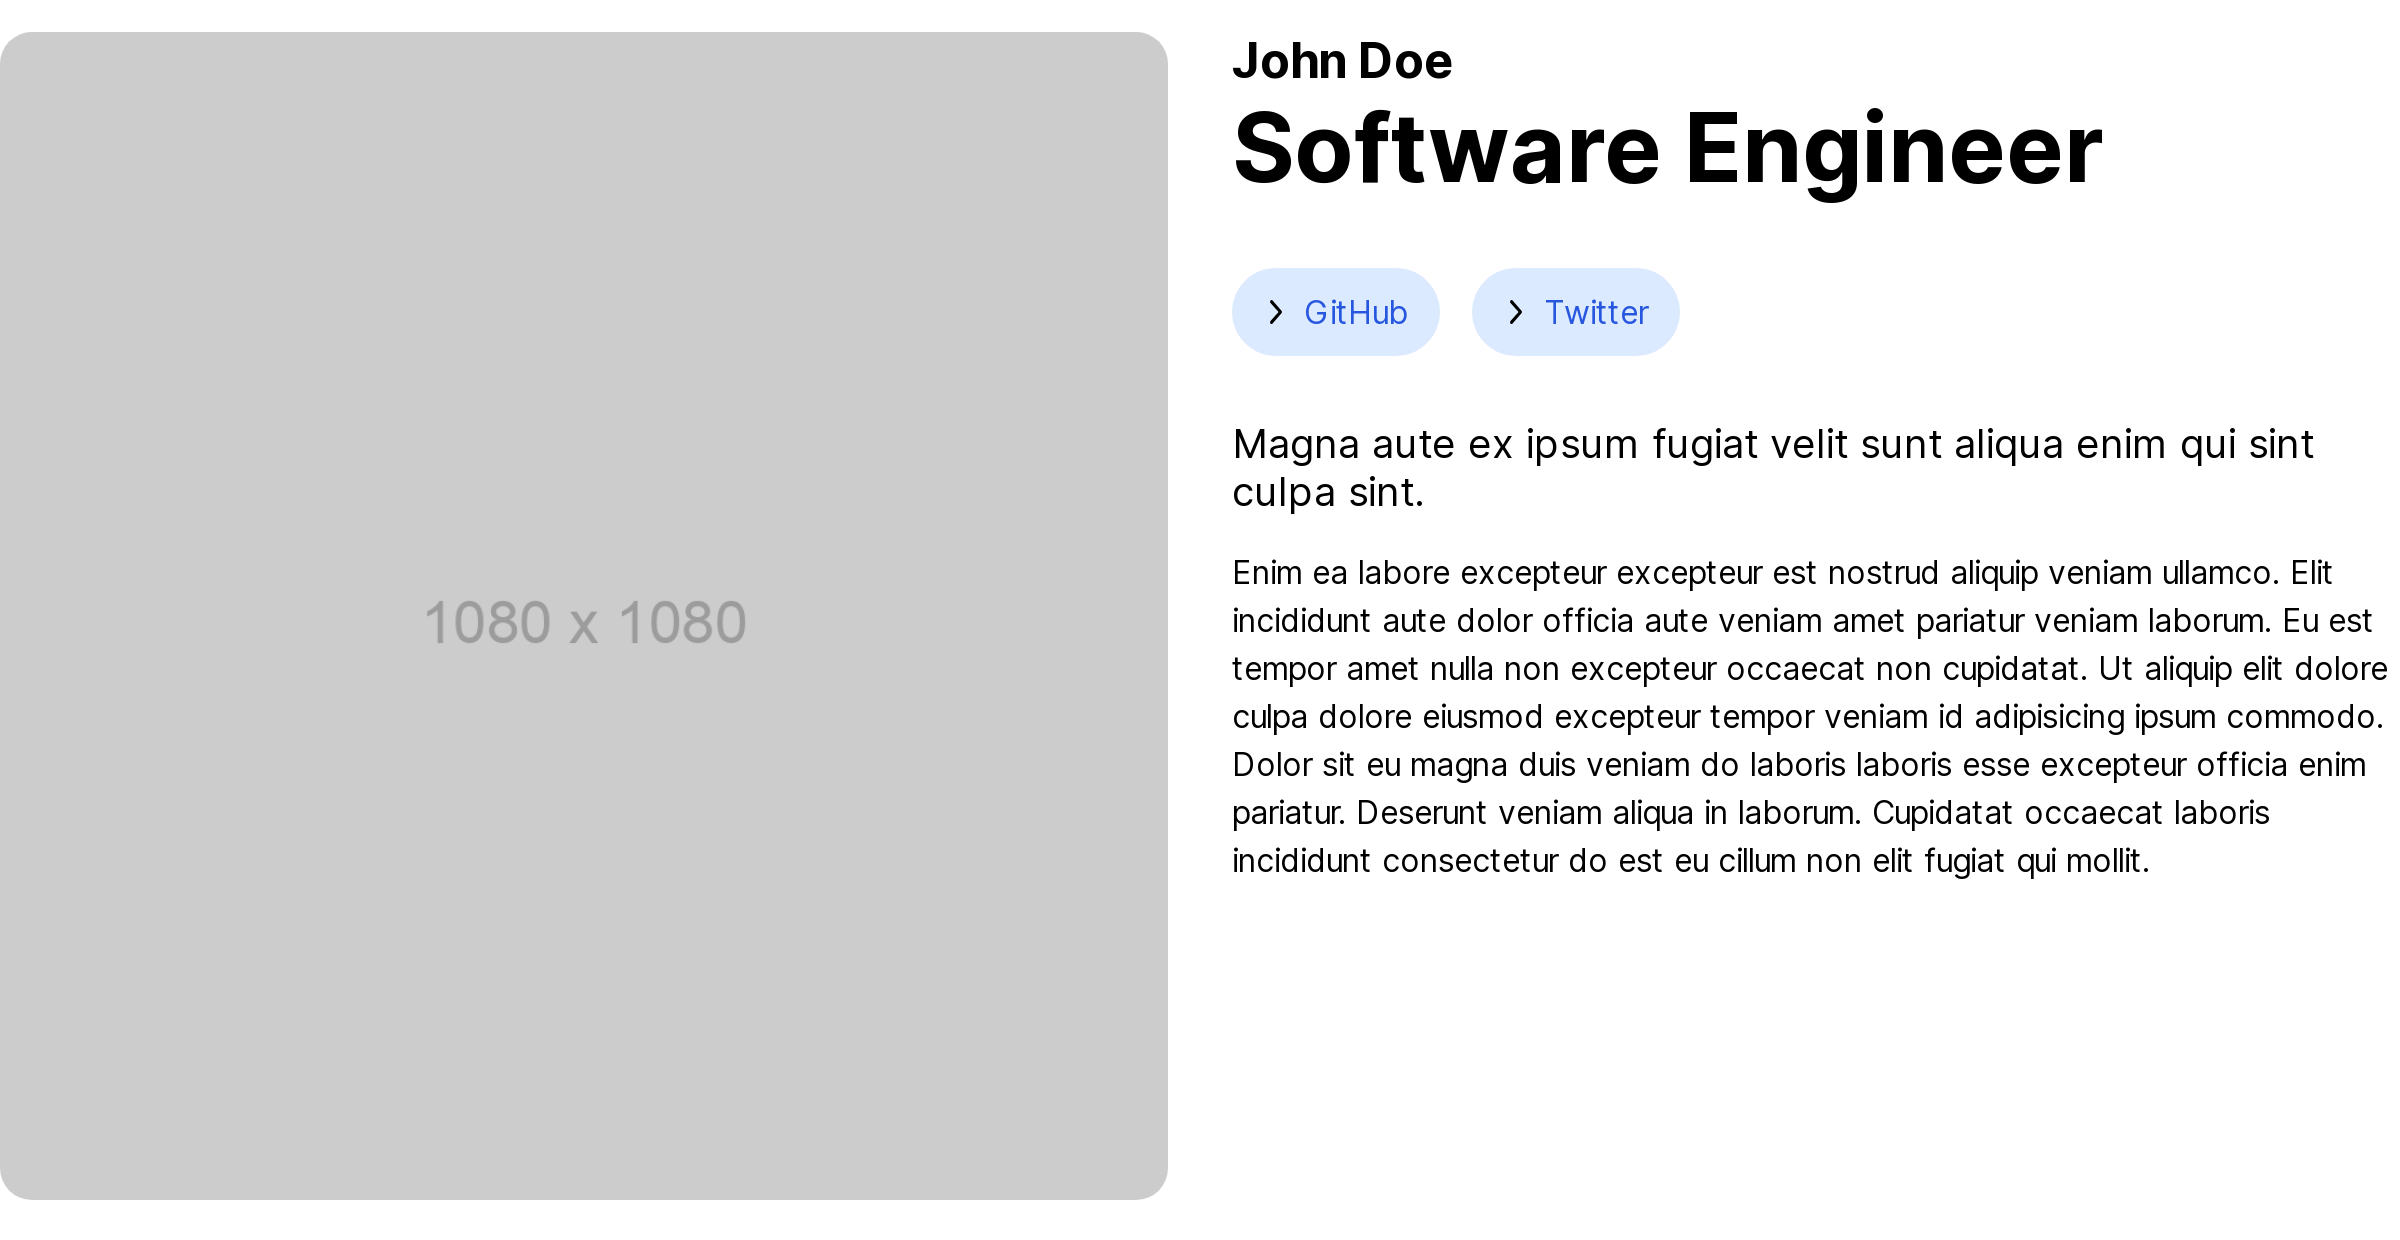 1080 x 1080
John Doe
Software Engineer
GitHub
Twitter
Magna aute ex ipsum fugiat velit sunt aliqua enim qui sint
culpa sint.
Enim ea labore excepteur excepteur est nostrud aliquip veniam ullamco. Elit
incididunt aute dolor officia aute veniam amet pariatur veniam laborum. Eu est
tempor amet nulla non excepteur occaecat non cupidatat. Ut aliquip elit dolore
culpa dolore eiusmod excepteur tempor veniam id adipisicing ipsum commodo.
Dolor sit eu magna duis veniam do laboris laboris esse excepteur officia enim
pariatur. Deserunt veniam aliqua in laborum. Cupidatat occaecat laboris
incididunt consectetur do est eu cillum non elit fugiat qui mollit.